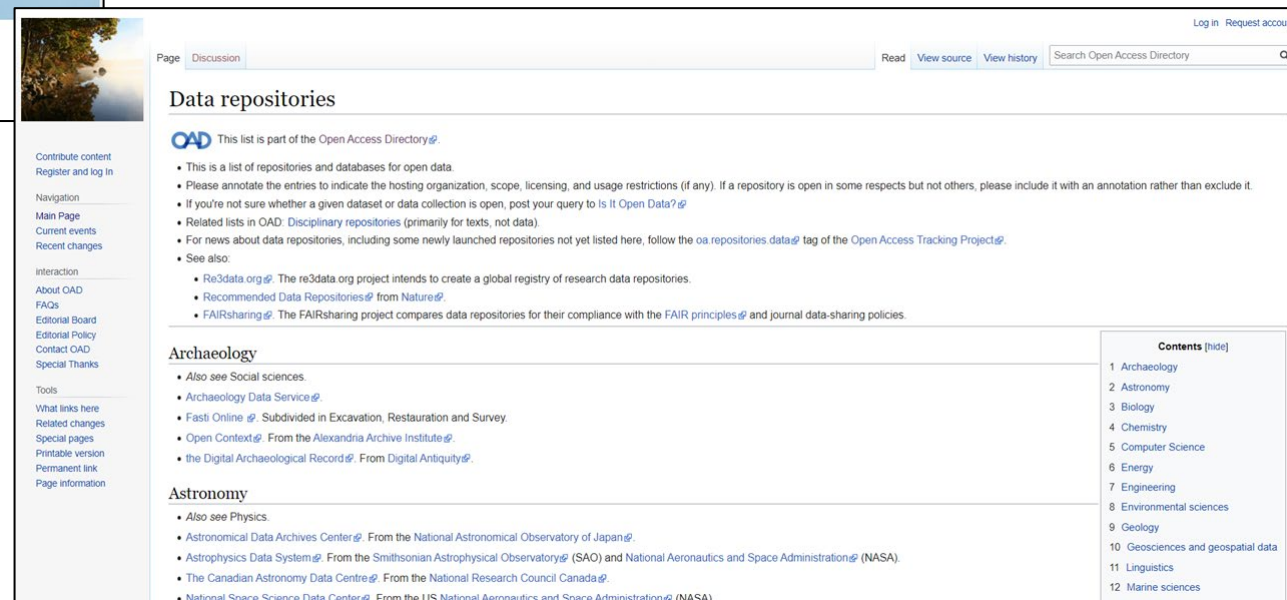 Log in Request accou
Page Discussion Read View source View history Search Open Access Directory
Data repositories
OAD This list is part of the Open Access Directory.
Contribute content
Register and log In
Navigation
Main Page
Current events
Recent changes
interaction
About OAD
FAQs
Editorial Board
Editorial Policy
Contact OAD
Special Thanks
Tools
What links here
Related changes
Special pages
Printable version
Permanent link
Page information
• This is a list of repositories and databases for open data.
• Please annotate the entries to indicate the hosting organization, scope, licensing, and usage restrictions (if any). If a repository is open in some respects but not others, please include it with an annotation rather than exclude it.
• If you're not sure whether a given dataset or data collection is open, post your query to Is It Open Data?
• Related lists in OAD: Disciplinary repositories (primarily for texts, not data).
• For news about data repositories, including some newly launched repositories not yet listed here, follow the oa.repositories.data tag of the Open Access Tracking Project.
• See also:
• Re3data.org. The re3data.org project intends to create a global registry of research data repositories.
• Recommended Data Repositories from Nature.
• FAIRsharing. The FAIRsharing project compares data repositories for their compliance with the FAIR principles and journal data-sharing policies.
Archaeology
• Also see Social sciences.
• Archaeology Data Service.
• Fasti Online . Subdivided in Excavation, Restauration and Survey.
• Open Context. From the Alexandria Archive Institute.
• the Digital Archaeological Record. From Digital Antiquity.
Astronomy
• Also see Physics.
• Astronomical Data Archives Center. From the National Astronomical Observatory of Japan.
• Astrophysics Data System. From the Smithsonian Astrophysical Observatory (SAO) and National Aeronautics and Space Administration (NASA).
• The Canadian Astronomy Data Centre. From the National Research Council Canada.
• National Space Science Data Center. From the US National Aeronautics and Space Administration (NASA)
Contents [hide]
1 Archaeology
2 Astronomy
3 Biology
4 Chemistry
5 Computer Science
6 Energy
7 Engineering
8 Environmental sciences
9 Geology
10 Geosciences and geospatial data
11 Linguistics
12 Marine sciences